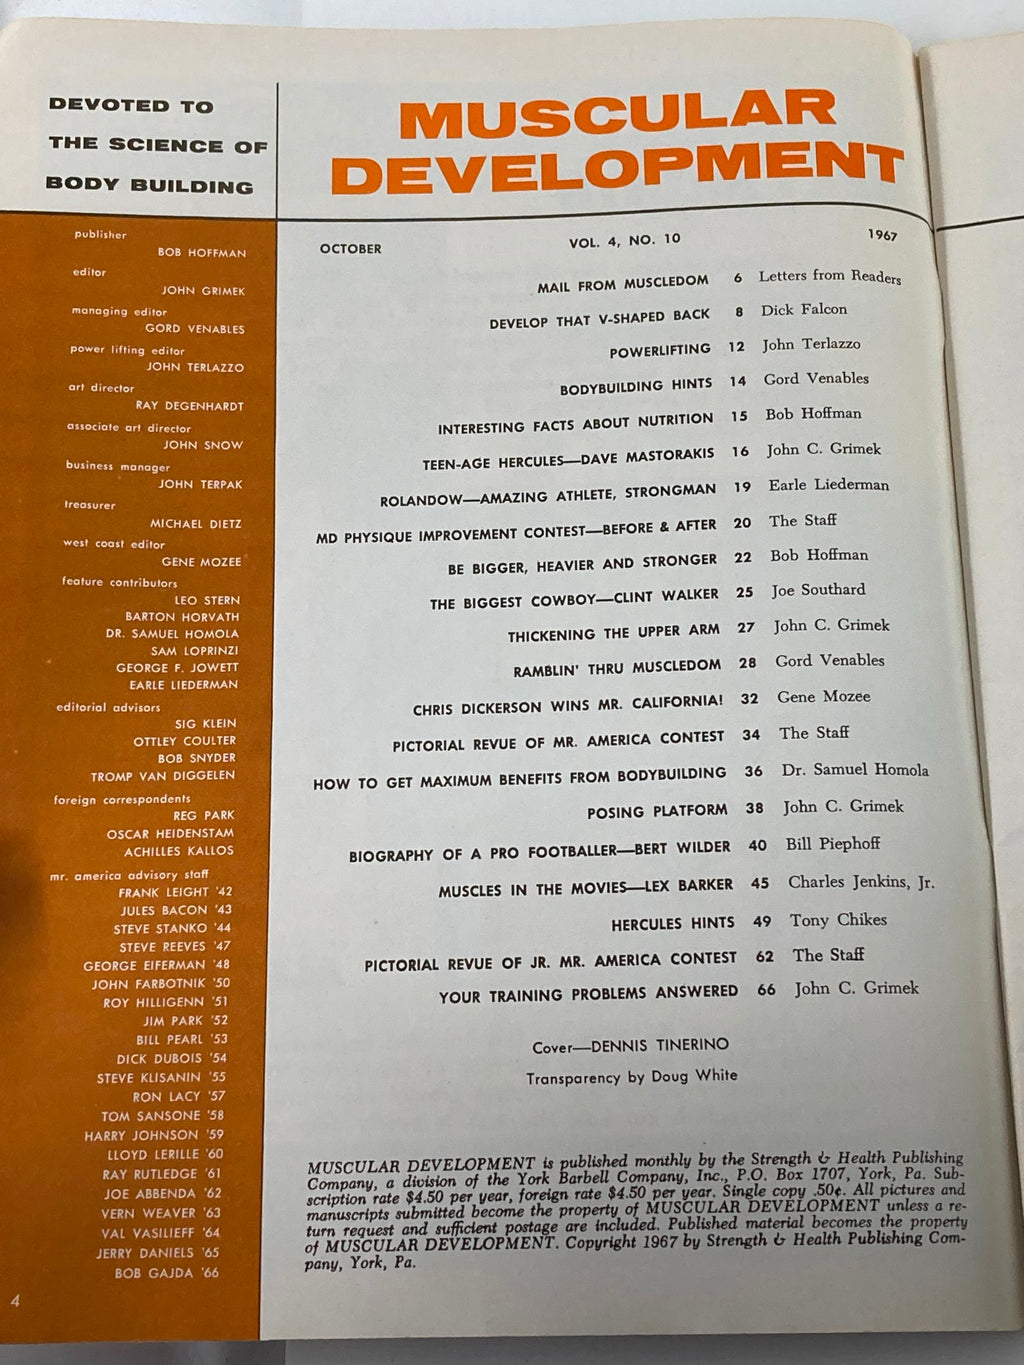 DEVOTED TO
THE SCIENCE OF
BODY BUILDING
MUSCULAR
DEVELOPMENT
publisher
BOB HOFFMAN
editor
JOHN GRIMEK
managing editor
GORD VENABLES
power lifting editor
JOHN TERLAZZO
art director
RAY DEGENHARDT
associate art director
JOHN SNOW
business manager
JOHN TERPAK
treasurer
MICHAEL DIETZ
west coast editor
GENE MOZEE
feature contributors
LEO STERN
BARTON HORVATH
DR. SAMUEL HOMOLA
SAM LOPRINZI
GEORGE F. JOWETT
EARLE LIEDERMAN
editorial advisors
SIG KLEIN
OTTLEY COULTER
BOB SNYDER
TROMP VAN DIGGELEN
foreign correspondents
REG PARK
OSCAR HEIDENSTAM
ACHILLES KALLOS
mr. america advisory staff
FRANK LEIGHT '42
JULES BACON '43
STEVE STANKO '44
STEVE REEVES '47
GEORGE EIFERMAN '48
JOHN FARBOTNIK '50
ROY HILLIGENN '51
JIM PARK '52
BILL PEARL '53
DICK DUBOIS '54
STEVE KLISANIN '55
RON LACY '57
TOM SANSONE '58
HARRY JOHNSON '59
LLOYD LERILLE '60
RAY RUTLEDGE '61
JOE ABBENDA '62
VERN WEAVER '63
VAL VASILIEFF '64
JERRY DANIELS '65
BOB GAJDA '66
4
OCTOBER VOL. 4, NO. 10 1967
MAIL FROM MUSCLEDOM 6 Letters from Readers
DEVELOP THAT V-SHAPED BACK 8 Dick Falcon
POWERLIFTING 12 John Terlazzo
BODYBUILDING HINTS 14 Gord Venables
INTERESTING FACTS ABOUT NUTRITION 15 Bob Hoffman
TEEN-AGE HERCULES—DAVE MASTORAKIS 16 John C. Grimek
ROLANDOW—AMAZING ATHLETE, STRONGMAN 19 Earle Liederman
MD PHYSIQUE IMPROVEMENT CONTEST—BEFORE & AFTER 20 The Staff
BE BIGGER, HEAVIER AND STRONGER 22 Bob Hoffman
THE BIGGEST COWBOY—CLINT WALKER 25 Joe Southard
THICKENING THE UPPER ARM 27 John C. Grimek
RAMBLIN' THRU MUSCLEDOM 28 Gord Venables
CHRIS DICKERSON WINS MR. CALIFORNIA! 32 Gene Mozee
PICTORIAL REVUE OF MR. AMERICA CONTEST 34 The Staff
HOW TO GET MAXIMUM BENEFITS FROM BODYBUILDING 36 Dr. Samuel Homola
POSING PLATFORM 38 John C. Grimek
BIOGRAPHY OF A PRO FOOTBALLER—BERT WILDER 40 Bill Piephoff
MUSCLES IN THE MOVIES—LEX BARKER 45 Charles Jenkins, Jr.
HERCULES HINTS 49 Tony Chikes
PICTORIAL REVUE OF JR. MR. AMERICA CONTEST 62 The Staff
YOUR TRAINING PROBLEMS ANSWERED 66 John C. Grimek
Cover—DENNIS TINERINO
Transparency by Doug White
MUSCULAR DEVELOPMENT is published monthly by the Strength & Health Publishing
Company, a division of the York Barbell Company, Inc., P.O. Box 1707, York, Pa. Sub-
scription rate $4.50 per year, foreign rate $4.50 per year. Single copy .50¢. All pictures and
manuscripts submitted become the property of MUSCULAR DEVELOPMENT unless a re-
turn request and sufficient postage are included. Published material becomes the property
of MUSCULAR DEVELOPMENT. Copyright 1967 by Strength & Health Publishing Com-
pany, York, Pa.